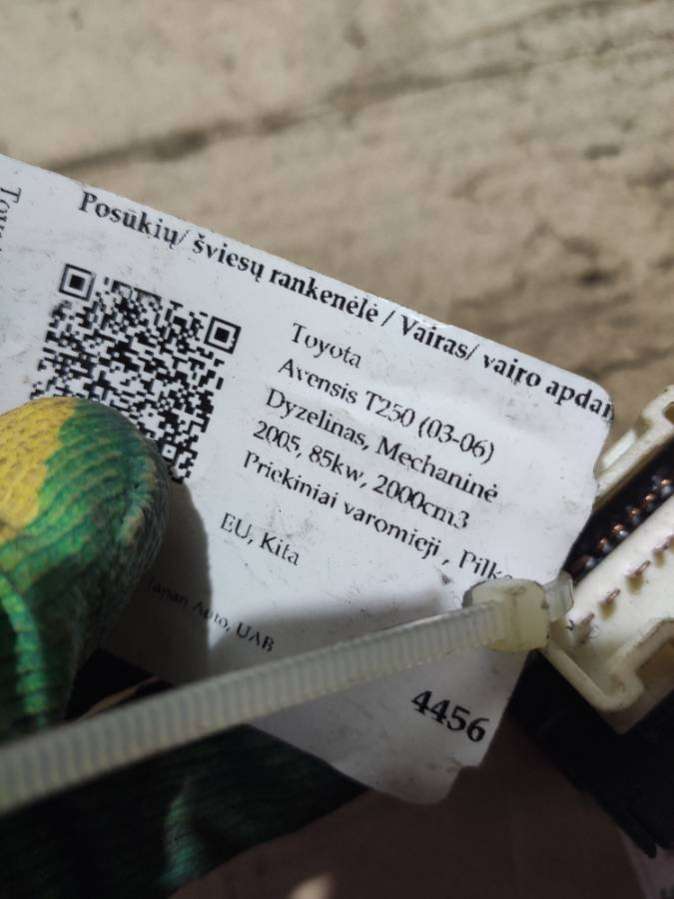 Posūkių/ šviesų rankenėlė / Vairas/ vairo apdai
Toyota
Avensis T250 (03-06)
Dyzelinas, Mechaninė
2005, 85kw, 2000cm3
Priekiniai varomieji , Pilk
EU, Kita
Japan Auto, UAB
4456